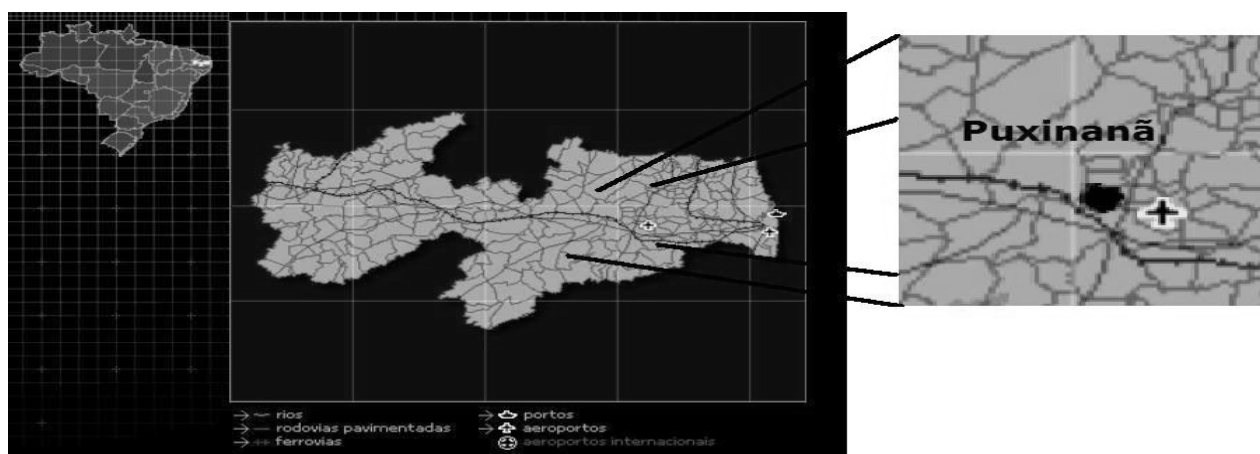 Puxinanã
rios
rodovias pavimentadas
ferrovias
portos
aeroportos
aeroportos internacionais